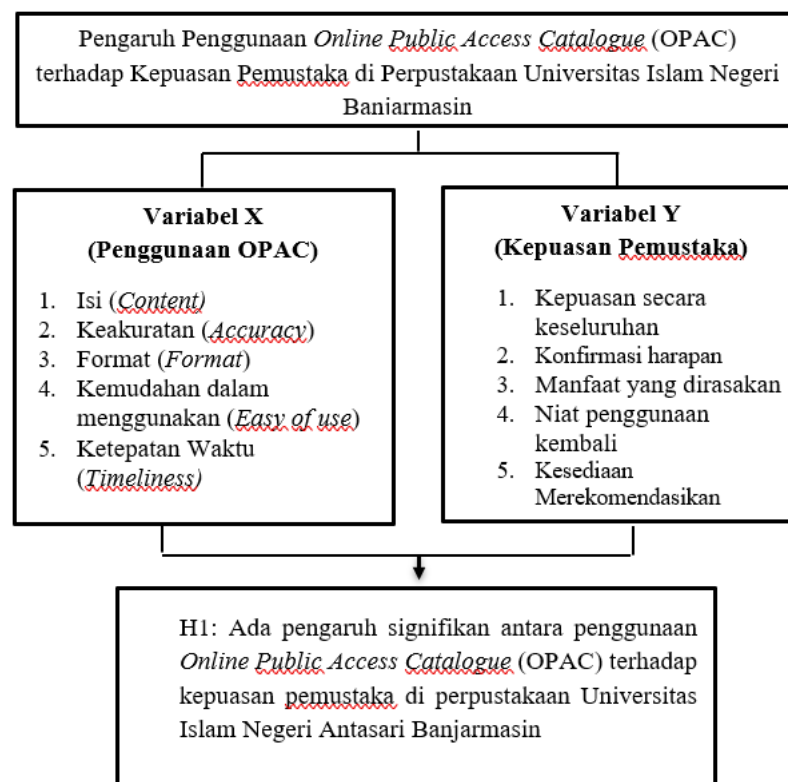 Pengaruh Penggunaan Online Public Access Catalogue (OPAC)
terhadap Kepuasan Pemustaka di Perpustakaan Universitas Islam Negeri
Banjarmasin
Variabel X
(Penggunaan OPAC)
1. Isi (Content)
2. Keakuratan (Accuracy)
3. Format (Format)
4. Kemudahan dalam
menggunakan (Easy of use)
5. Ketepatan Waktu
(Timeliness)
Variabel Y
(Kepuasan Pemustaka)
1. Kepuasan secara
keseluruhan
2. Konfirmasi harapan
3. Manfaat yang dirasakan
4. Niat penggunaan
kembali
5. Kesediaan
Merekomendasikan
H1: Ada pengaruh signifikan antara penggunaan
Online Public Access Catalogue (OPAC) terhadap
kepuasan pemustaka di perpustakaan Universitas
Islam Negeri Antasari Banjarmasin